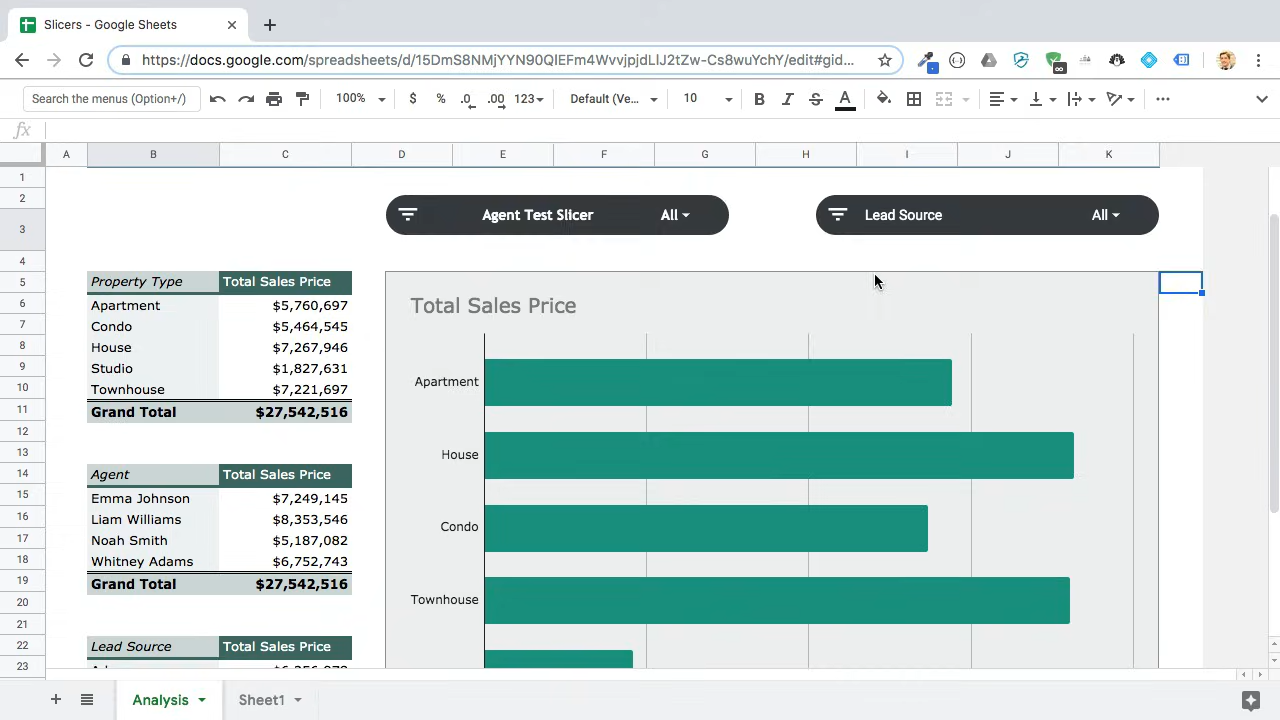 Slicers - Google Sheets
https://docs.google.com/spreadsheets/d/15DmS8NMjYYN90QIEFm4WvvjpjdLIJ2tZw-Cs8wuYchY/edit#gid...
Search the menus (Option+/)
100%
$
%
.0
.00
123
Default (Ve...
10
B
I
S
A
fx
A B C D E F G H I J K
1
2
Agent Test Slicer All
Lead Source All
3
4
5 Property Type Total Sales Price
6 Apartment $5,760,697
7 Condo $5,464,545
8 House $7,267,946
9 Studio $1,827,631
10 Townhouse $7,221,697
11 Grand Total $27,542,516
12
13
14 Agent Total Sales Price
15 Emma Johnson $7,249,145
16 Liam Williams $8,353,546
17 Noah Smith $5,187,082
18 Whitney Adams $6,752,743
19 Grand Total $27,542,516
20
21
22 Lead Source Total Sales Price
23
Total Sales Price
Apartment
House
Condo
Townhouse
Analysis
Sheet1